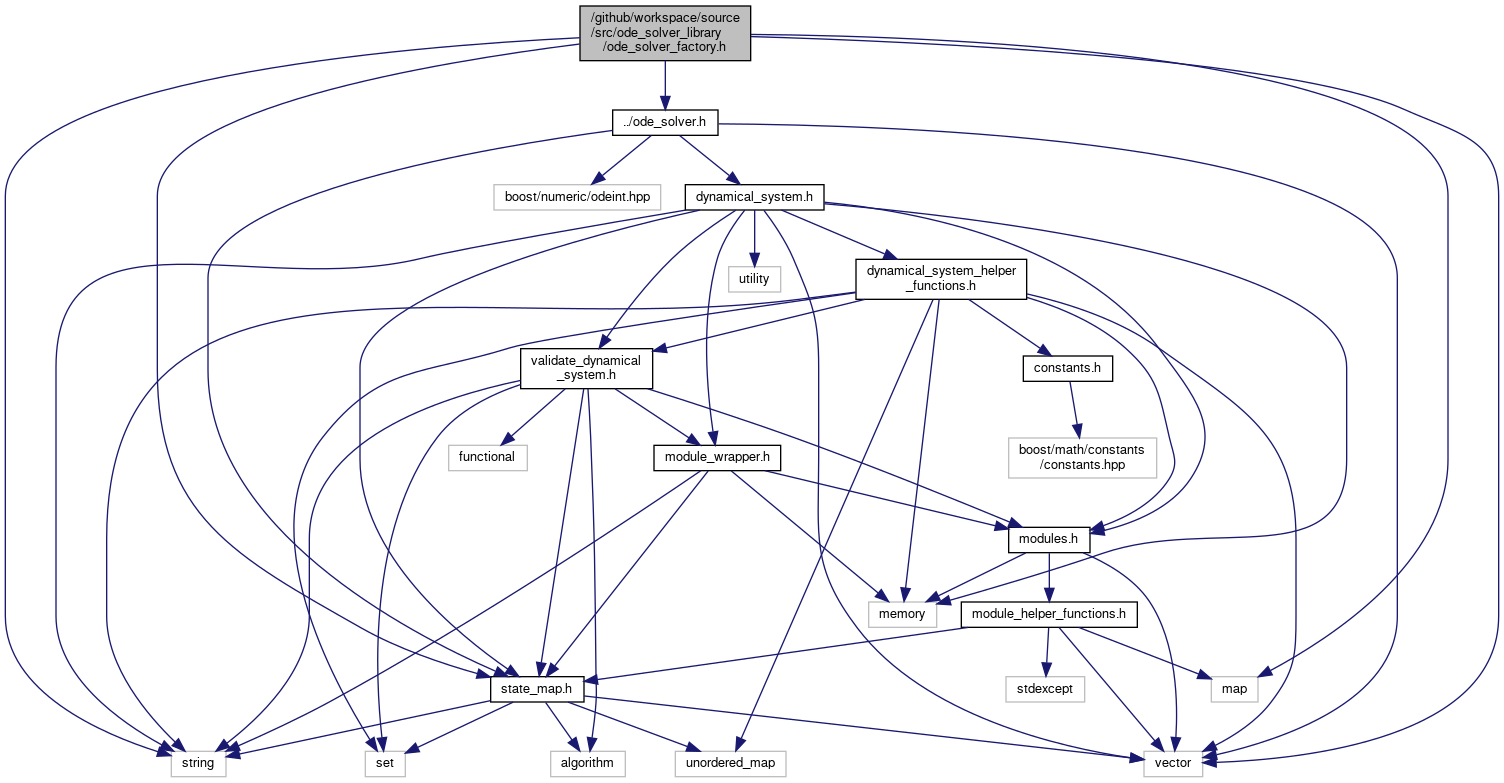 /github/workspace/source
/src/ode_solver_library
/ode_solver_factory.h
../ode_solver.h
boost/numeric/odeint.hpp
dynamical_system.h
utility
dynamical_system_helper
_functions.h
validate_dynamical
_system.h
constants.h
functional
module_wrapper.h
boost/math/constants
/constants.hpp
modules.h
memory
module_helper_functions.h
state_map.h
stdexcept
map
string
set
algorithm
unordered_map
vector